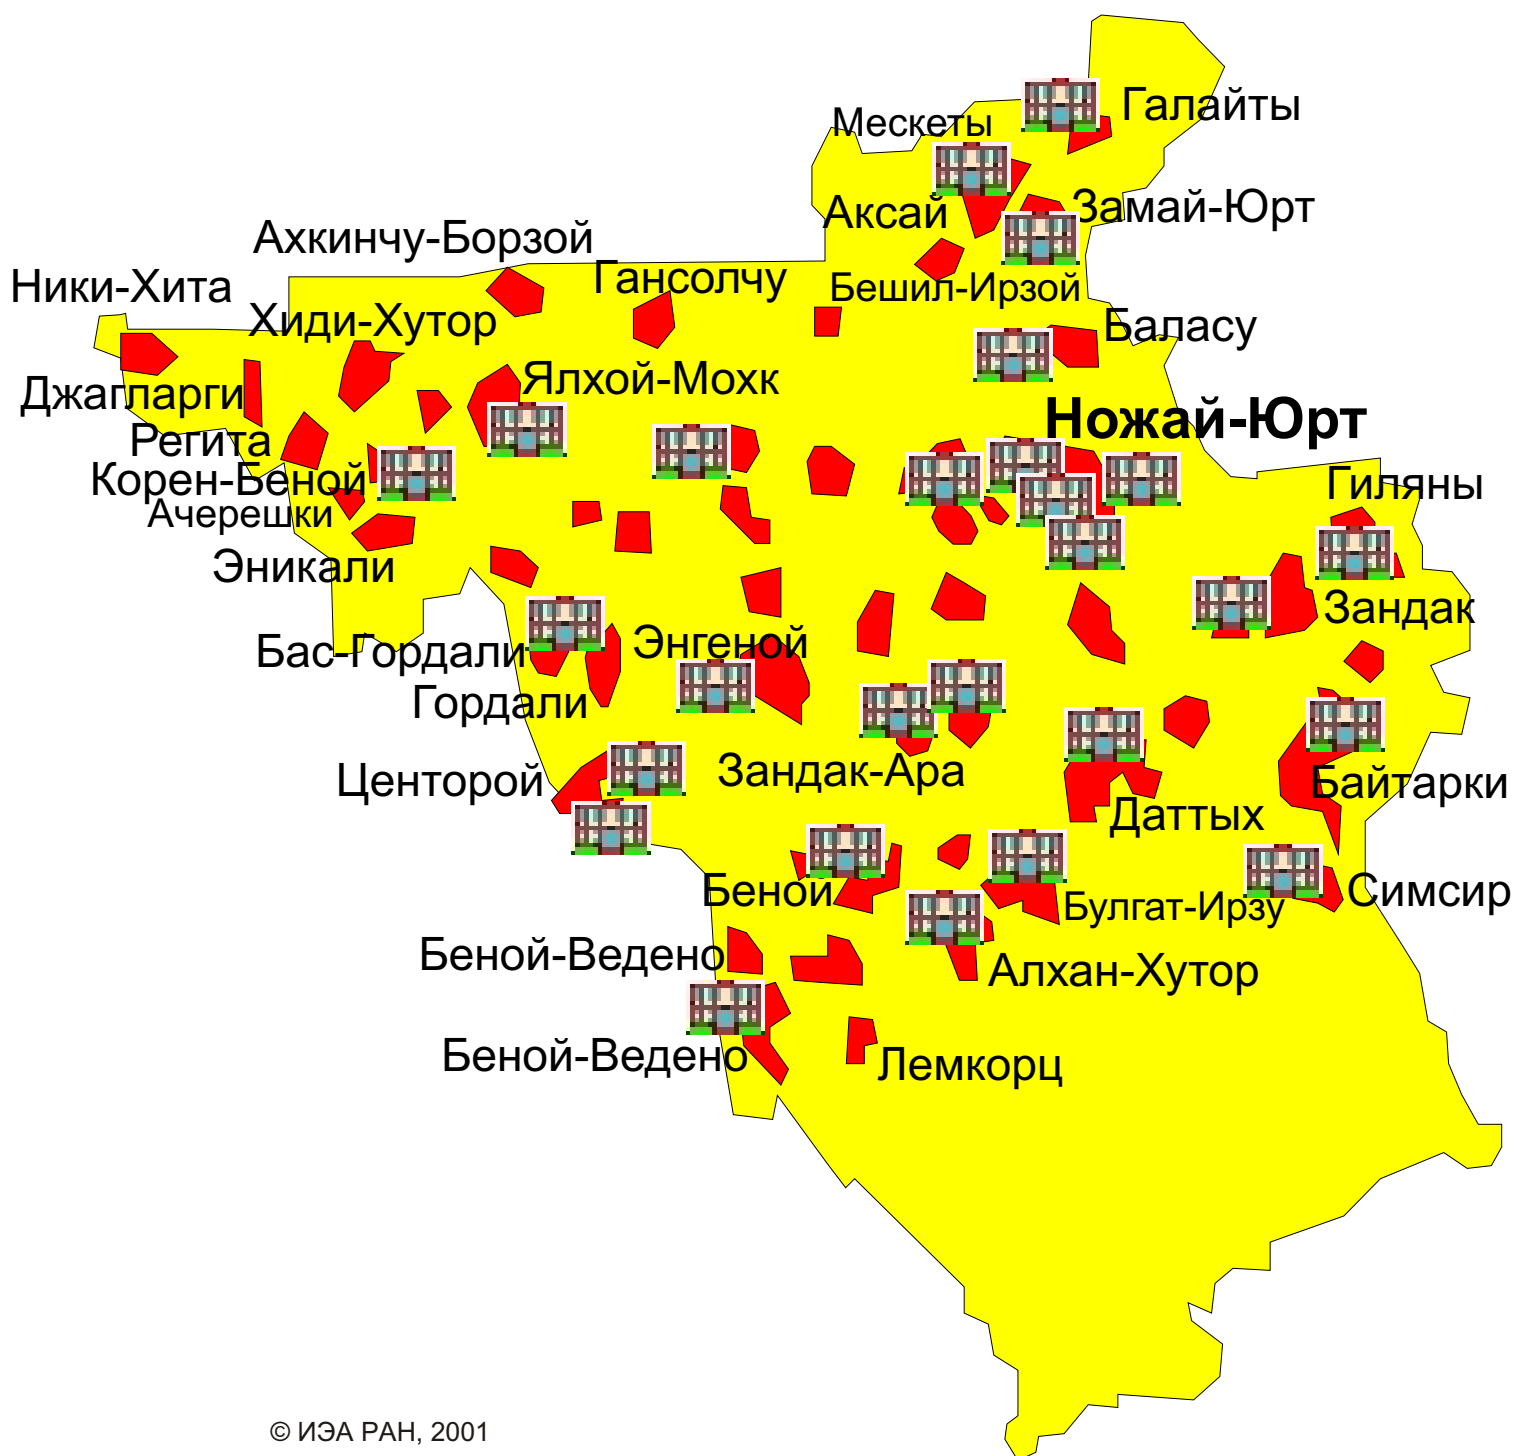 Галайты
Мескеты
Аксай
Замай-Юрт
Ахкинчу-Борзой
Гансолчу
Ники-Хита
Бешил-Ирзой
Хиди-Хутор
Баласу
Ялхой-Мохк
Джагларги
Ножай-Юрт
Регита
Корен-Беной
Гиляны
Ачерешки
Эникали
Зандак
Энгеной
Бас-Гордали
Гордали
Зандак-Ара
Центорой
Байтарки
Даттых
Беной
Булгат-Ирзу
Симсир
Беной-Ведено
Алхан-Хутор
Беной-Ведено
Лемкорц
© ИЭА РАН, 2001